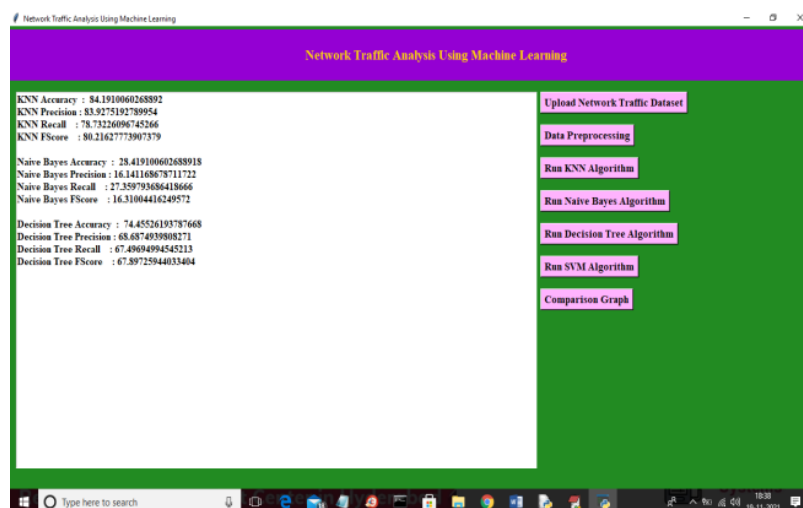 Network Traffic Analysis Using Machine Learning
Network Traffic Analysis Using Machine Learning
KNN Accuracy : 84.1910060268892
KNN Precision : 83.9275192789954
KNN Recall : 78.73226096745266
KNN FScore : 80.21627773907379
Naive Bayes Accuracy : 28.419100602688918
Naive Bayes Precision : 16.141168678711722
Naive Bayes Recall : 27.359793686418666
Naive Bayes FScore : 16.31004416249572
Decision Tree Accuracy : 74.45526193787668
Decision Tree Precision : 68.6874939808271
Decision Tree Recall : 67.49694994545213
Decision Tree FScore : 67.89725944033404
Upload Network Traffic Dataset
Data Preprocessing
Run KNN Algorithm
Run Naive Bayes Algorithm
Run Decision Tree Algorithm
Run SVM Algorithm
Comparison Graph
Type here to search
18:38